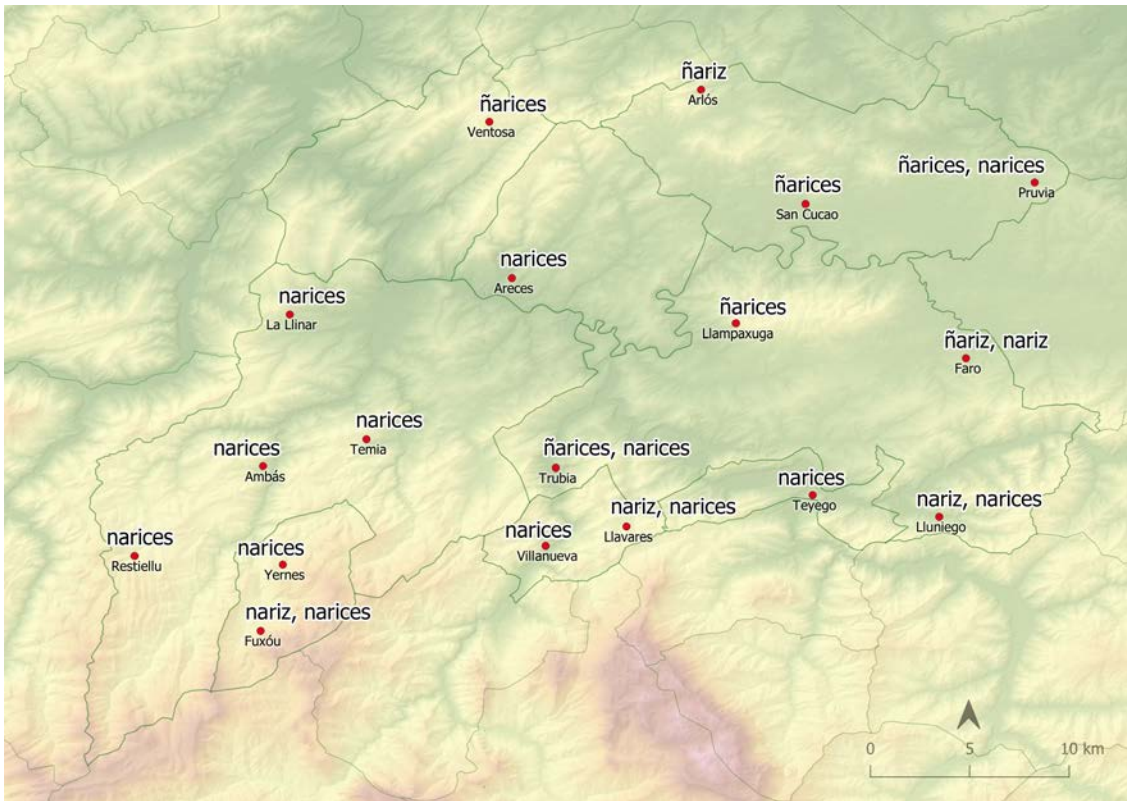 ñariz
Arlós
ñarices
Ventosa
ñarices, narices
Pruvia
ñarices
San Cucao
narices
Areces
narices
La Llinar
ñarices
Llampaxuga
ñariz, nariz
Faro
narices
Temia
narices
Ambás
ñarices, narices
Trubia
narices
Teyego
nariz, narices
Llavares
nariz, narices
Lluniego
narices
Villanueva
narices
Restiellu
narices
Yernes
nariz, narices
Fuxóu
0 5 10 km